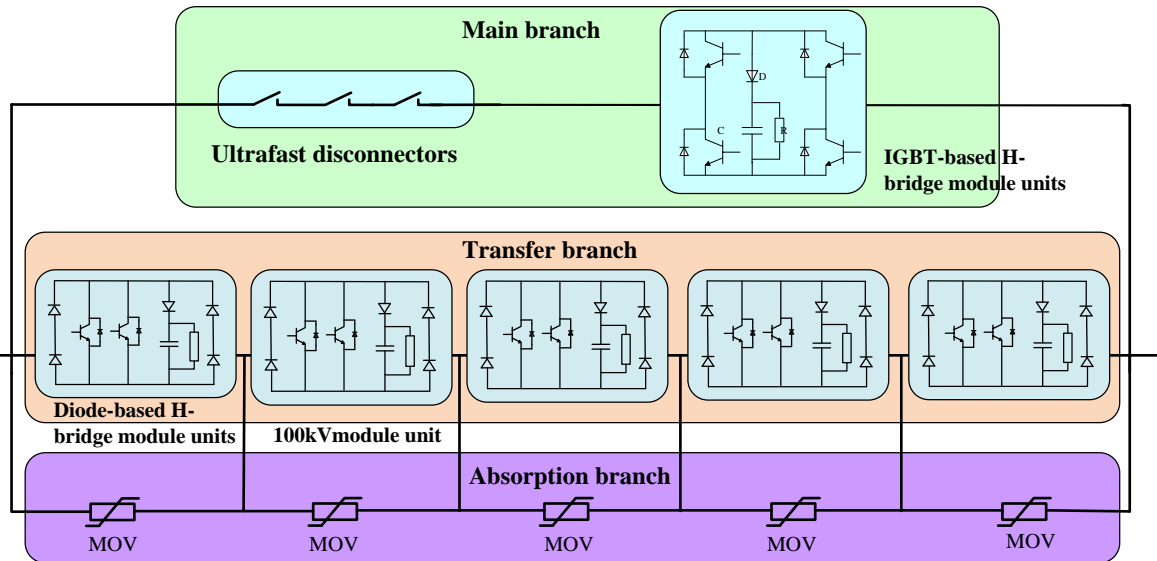 Main branch
D
C
R
Ultrafast disconnectors
IGBT-based H-
bridge module units
Transfer branch
Diode-based H-
bridge module units
100kVmodule unit
Absorption branch
MOV
MOV
MOV
MOV
MOV